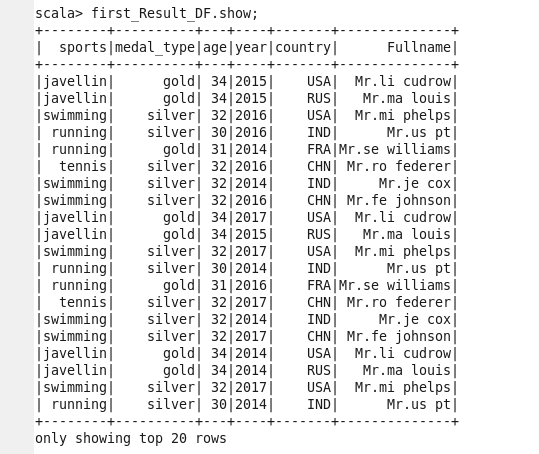 scala> first_Result_DF.show;
+--------+----------+---+----+-------+--------------+
|  sports|medal_type|age|year|country|      Fullname|
+--------+----------+---+----+-------+--------------+
|javellin|      gold| 34|2015|    USA|  Mr.li cudrow|
|javellin|      gold| 34|2015|    RUS|   Mr.ma louis|
|swimming|    silver| 32|2016|    USA|  Mr.mi phelps|
| running|    silver| 30|2016|    IND|      Mr.us pt|
| running|      gold| 31|2014|    FRA|Mr.se williams|
|  tennis|    silver| 32|2016|    CHN| Mr.ro federer|
|swimming|    silver| 32|2014|    IND|     Mr.je cox|
|swimming|    silver| 32|2016|    CHN| Mr.fe johnson|
|javellin|      gold| 34|2017|    USA|  Mr.li cudrow|
|javellin|      gold| 34|2015|    RUS|   Mr.ma louis|
|swimming|    silver| 32|2017|    USA|  Mr.mi phelps|
| running|    silver| 30|2014|    IND|      Mr.us pt|
| running|      gold| 31|2016|    FRA|Mr.se williams|
|  tennis|    silver| 32|2017|    CHN| Mr.ro federer|
|swimming|    silver| 32|2014|    IND|     Mr.je cox|
|swimming|    silver| 32|2017|    CHN| Mr.fe johnson|
|javellin|      gold| 34|2014|    USA|  Mr.li cudrow|
|javellin|      gold| 34|2014|    RUS|   Mr.ma louis|
|swimming|    silver| 32|2017|    USA|  Mr.mi phelps|
| running|    silver| 30|2014|    IND|      Mr.us pt|
+--------+----------+---+----+-------+--------------+
only showing top 20 rows